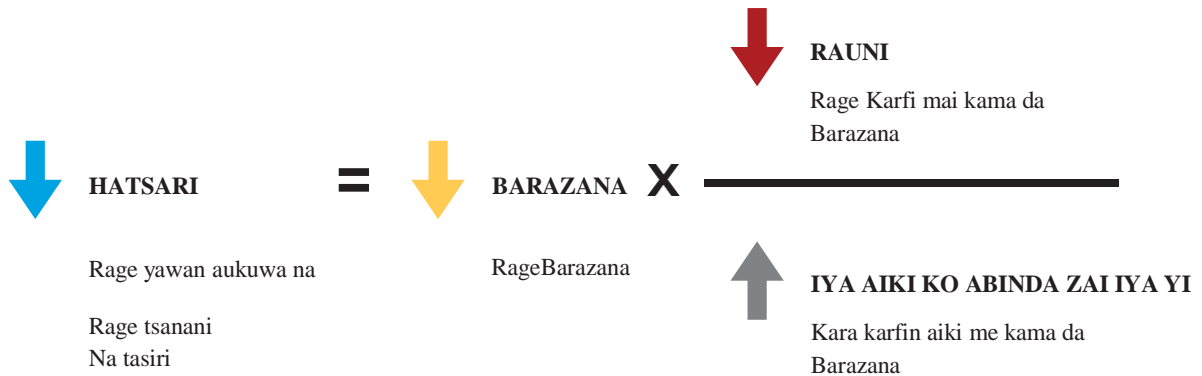 HATSARI
Rage yawan aukuwa na
Rage tsanani
Na tasiri
=
BARAZANA
RageBarazana
X
RAUNI
Rage Karfi mai kama da
Barazana
IYA AIKI KO ABINDA ZAI IYA YI
Kara karfin aiki me kama da
Barazana